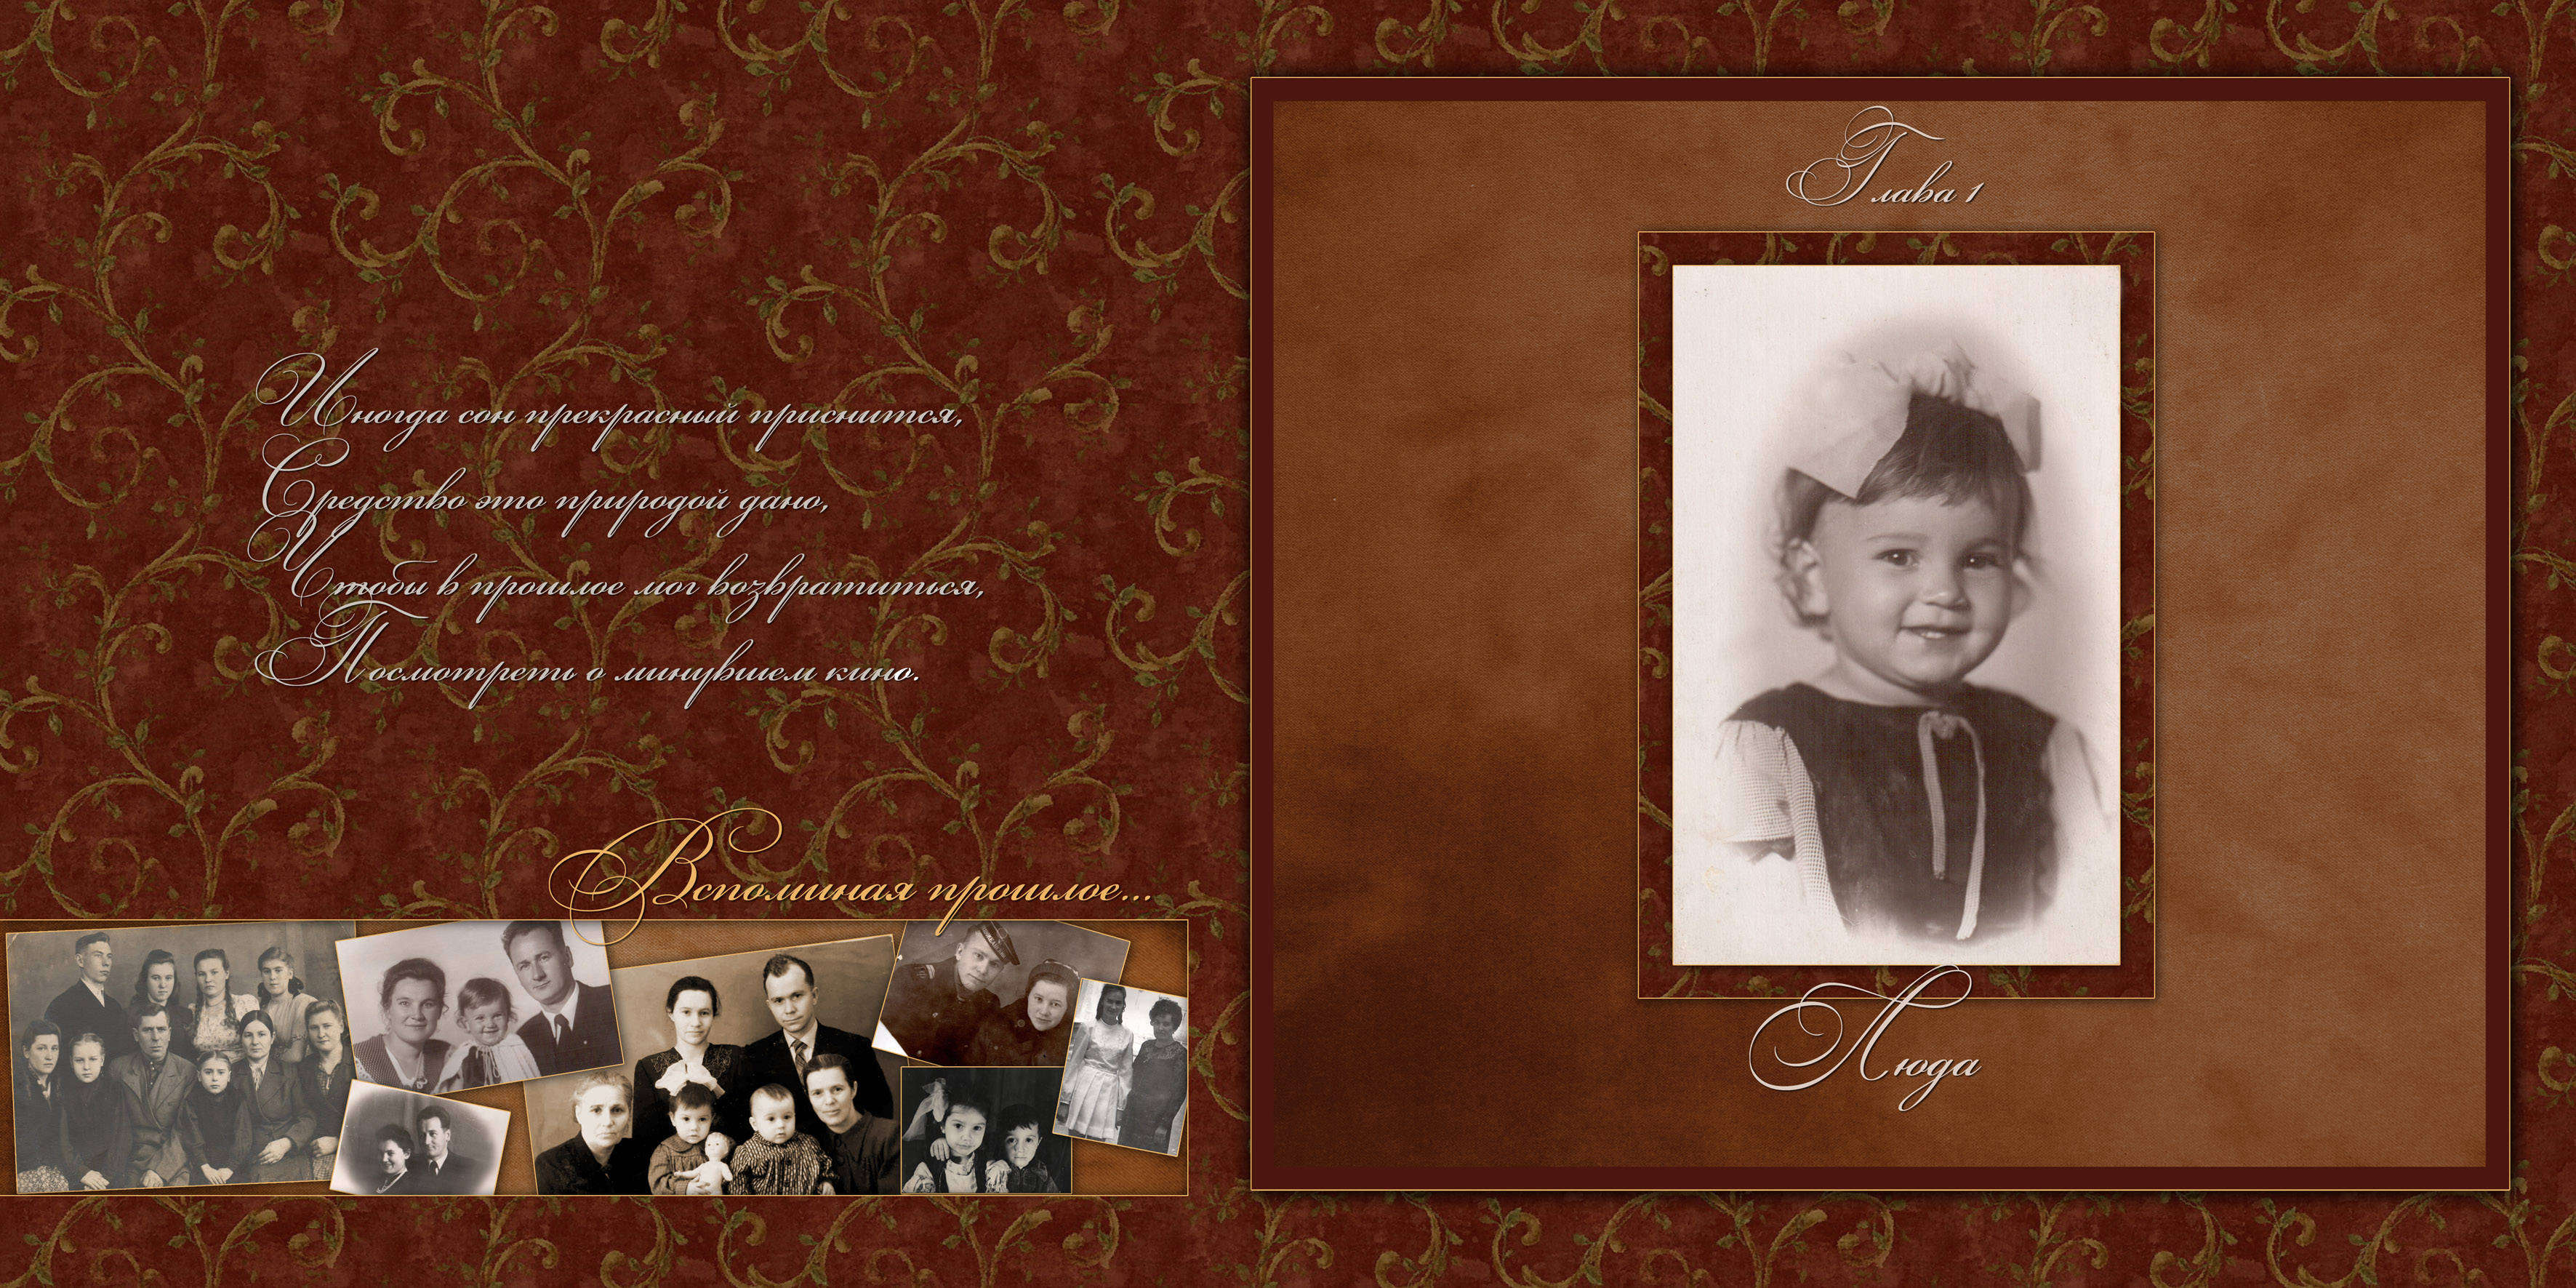 Иногда сон прекрасный приснится,
Средство это природой дано,
Чтобы в прошлое мог возвратиться,
Посмотреть о минувшем кино.
Вспоминая прошлое...
Глава 1
Люда